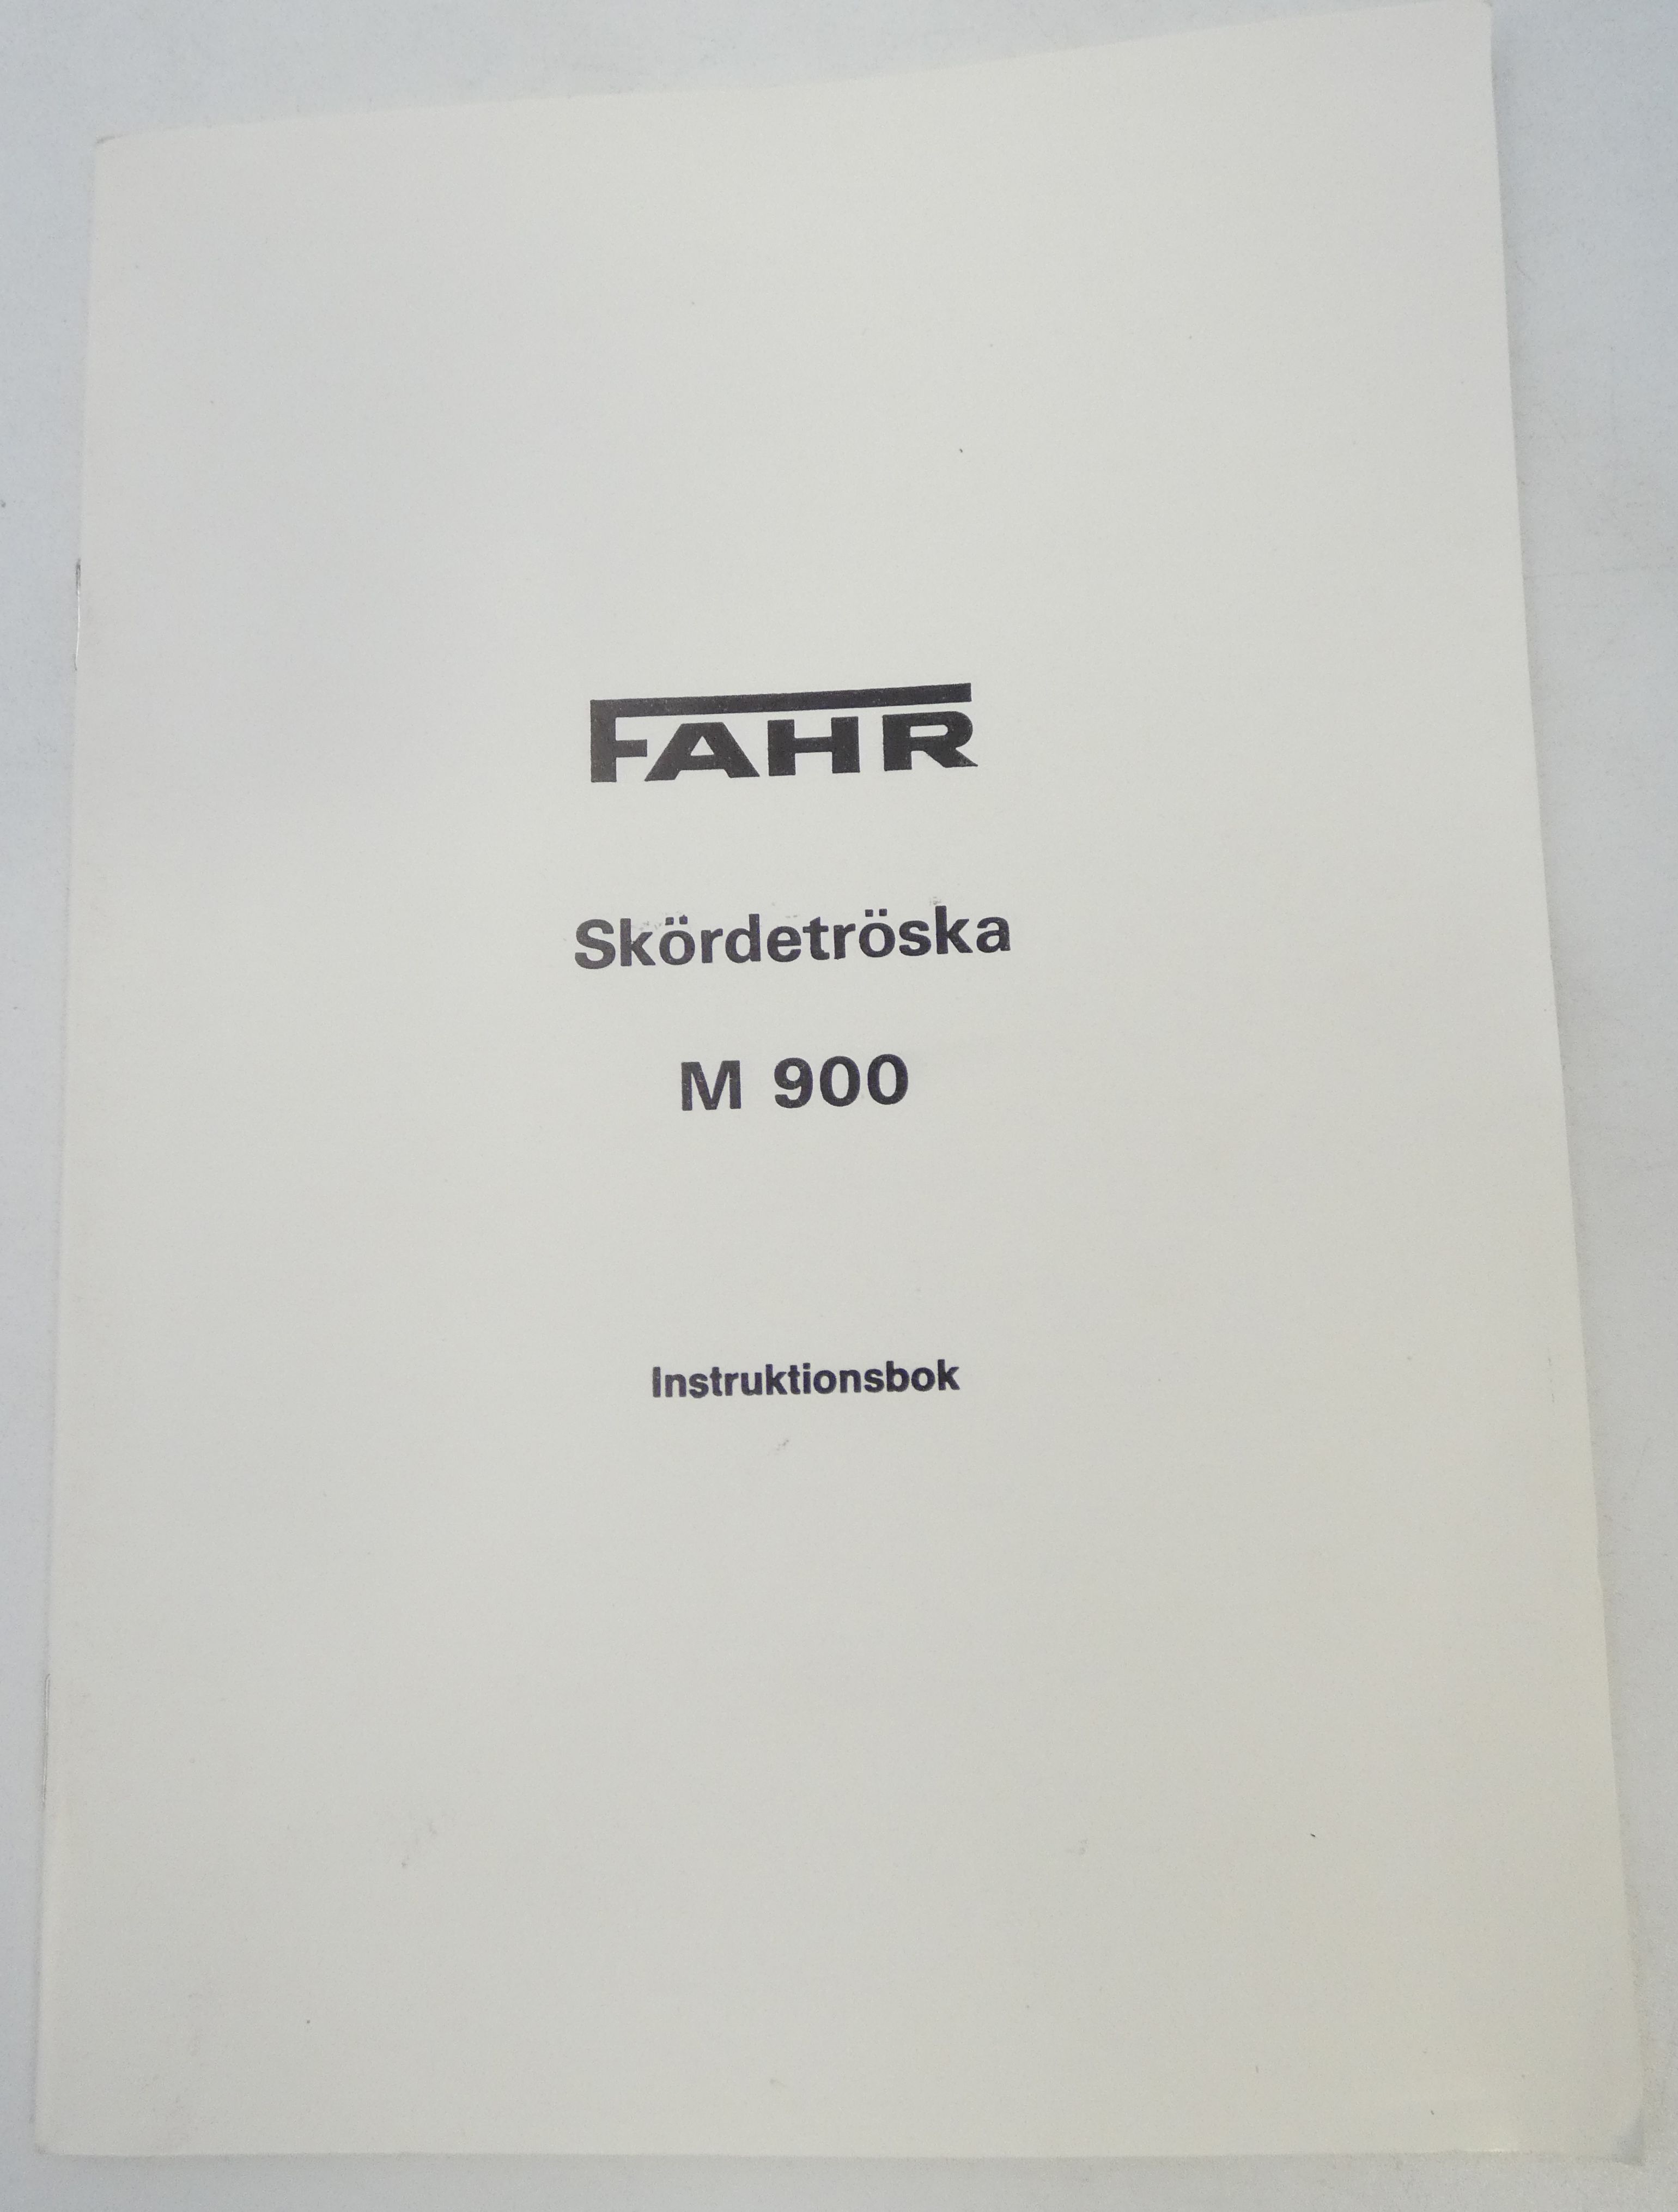 FAHR
Skördetröska
M 900
Instruktionsbok